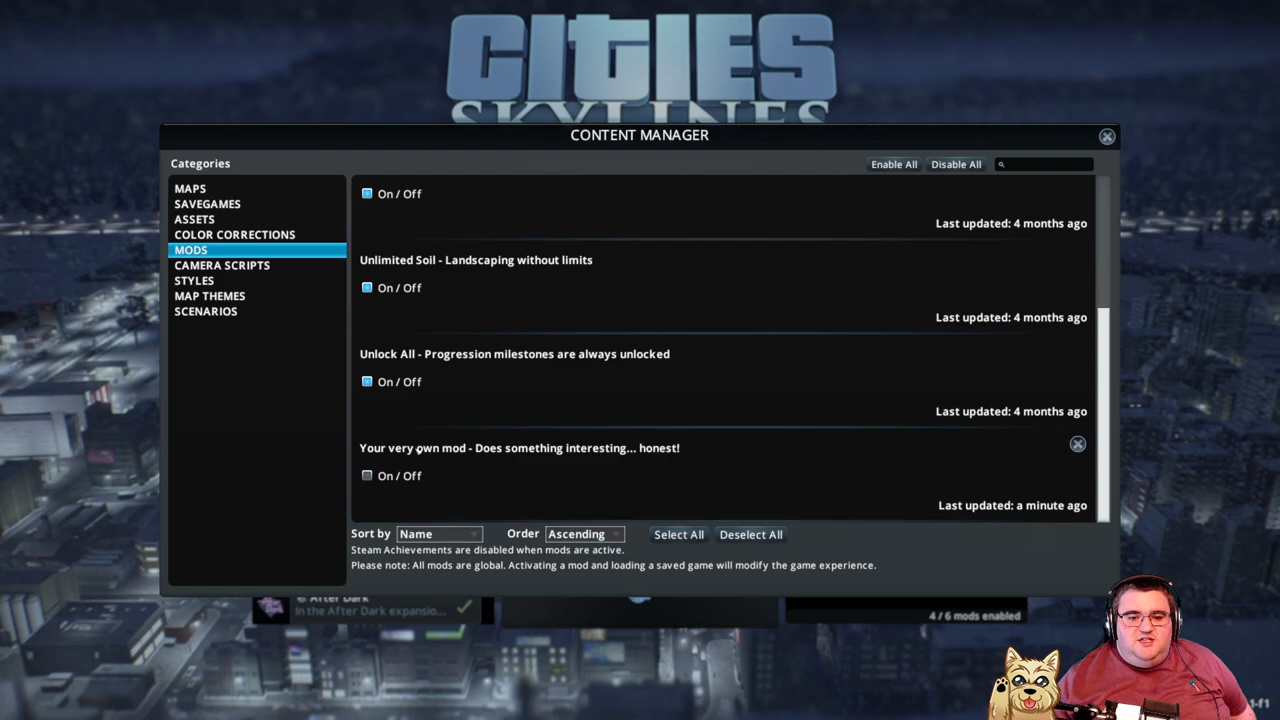 CITIES
SKYLINES
CONTENT MANAGER
Categories
Enable All
Disable All
MAPS
SAVEGAMES
ASSETS
COLOR CORRECTIONS
MODS
CAMERA SCRIPTS
STYLES
MAP THEMES
SCENARIOS
On / Off
Last updated: 4 months ago
Unlimited Soil - Landscaping without limits
On / Off
Last updated: 4 months ago
Unlock All - Progression milestones are always unlocked
On / Off
Last updated: 4 months ago
Your very own mod - Does something interesting... honest!
On / Off
Last updated: a minute ago
Sort by Name Order Ascending Select All Deselect All
Steam Achievements are disabled when mods are active.
Please note: All mods are global. Activating a mod and loading a saved game will modify the game experience.
After Dark
In the After Dark expansio...
4 / 6 mods enabled
1-f1